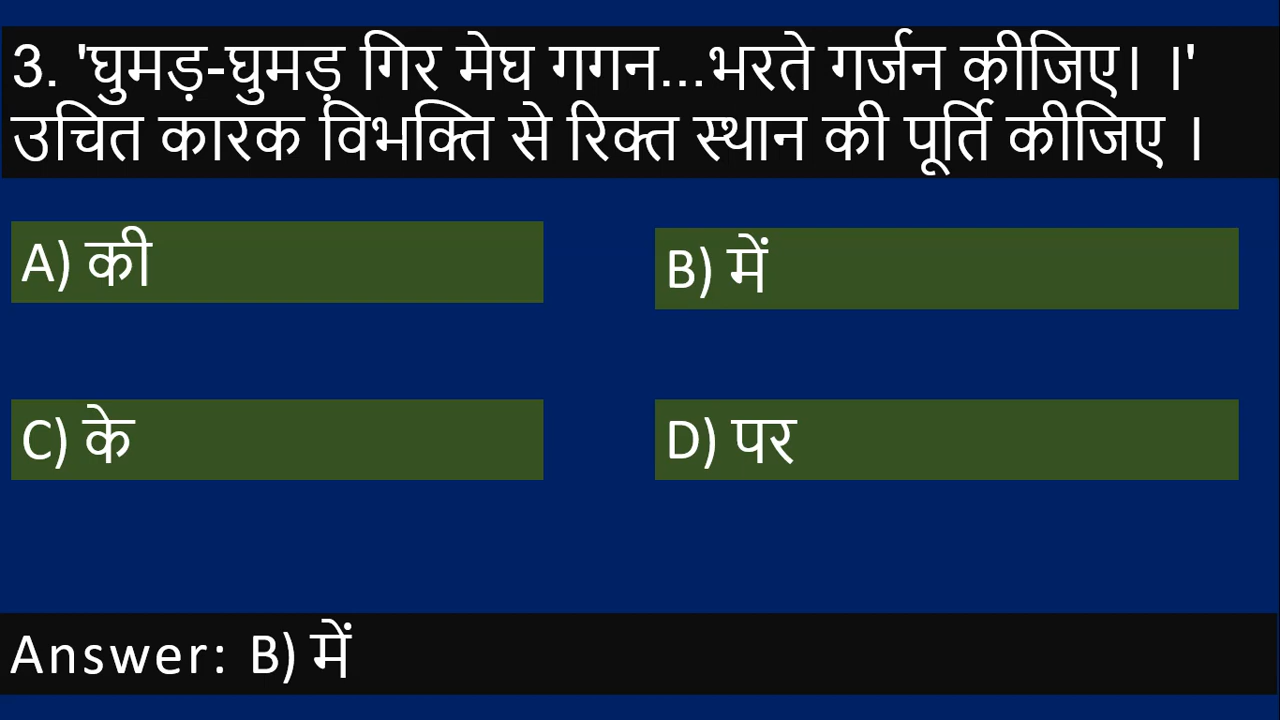 3. 'घुमड़-घुमड़ गिर मेघ गगन...भरते गर्जन कीजिए। ।'
उचित कारक विभक्ति से रिक्त स्थान की पूर्ति कीजिए ।
A) की
B) में
C) के
D) पर
Answer: B) में